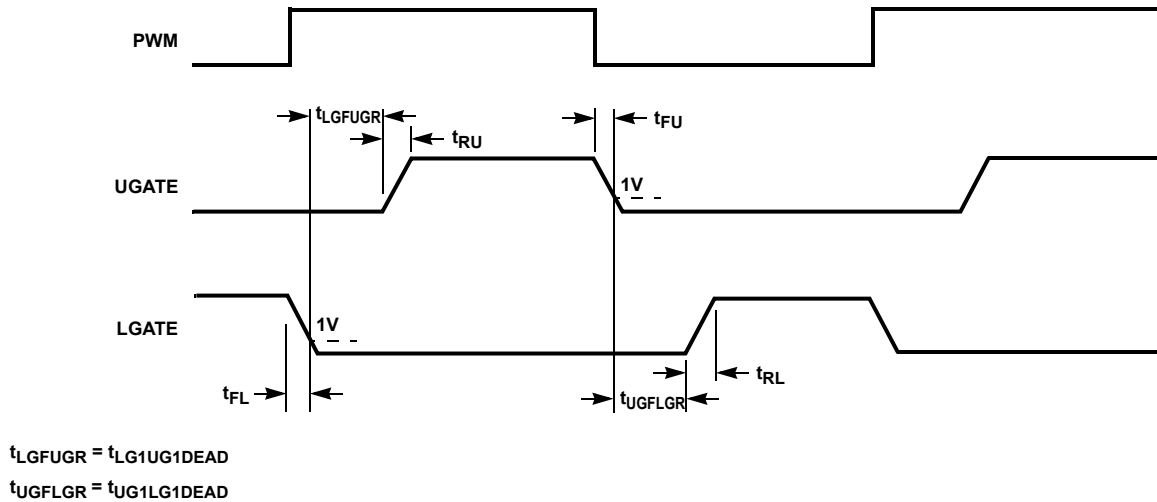 PWM
tLGFUGR
tRU
tFU
UGATE
1V
LGATE
1V
tFL
tUGFLGR
tRL
tLGFUGR = tLG1UG1DEAD
tUGFLGR = tUG1LG1DEAD